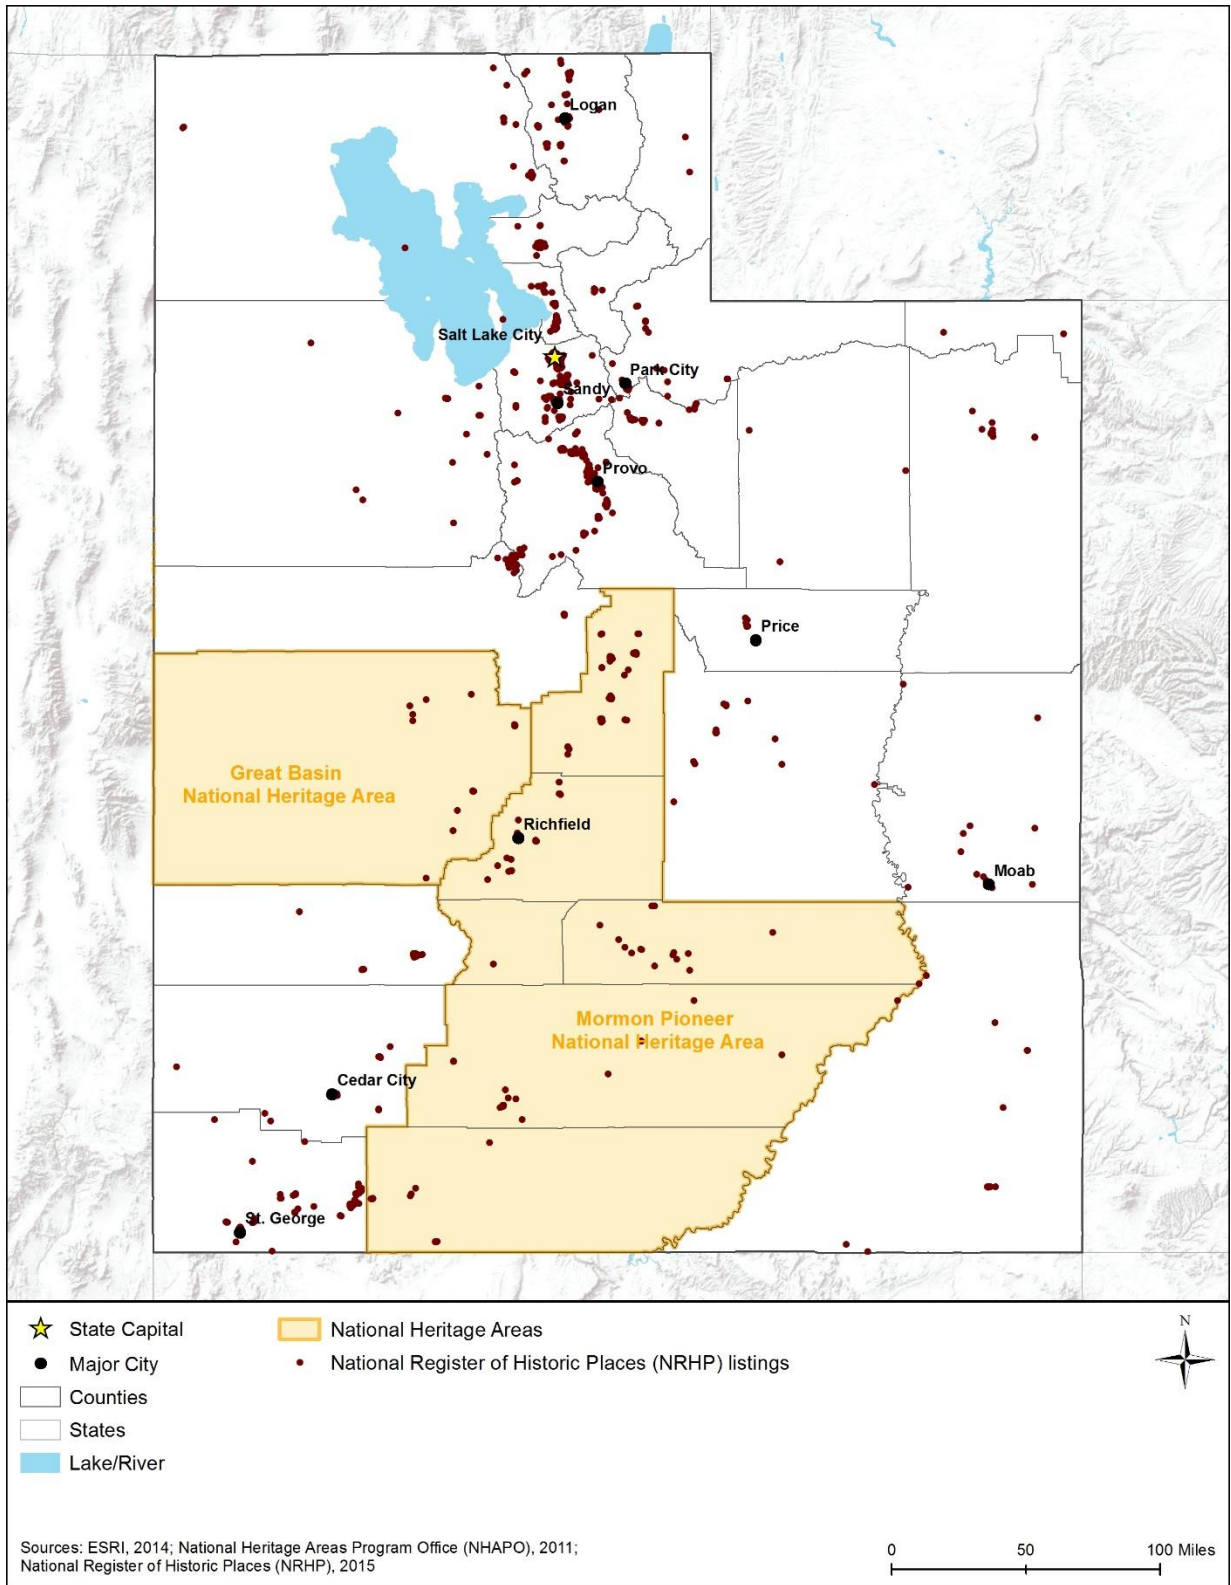 Logan
Salt Lake City
Park City
Sandy
Provo
Price
Great Basin
National Heritage Area
Richfield
Moab
Mormon Pioneer
National Heritage Area
Cedar City
St. George
State Capital
National Heritage Areas
N
Major City
National Register of Historic Places (NRHP) listings
Counties
States
Lake/River
Sources: ESRI, 2014; National Heritage Areas Program Office (NHAPO), 2011;
National Register of Historic Places (NRHP), 2015
0 50 100 Miles